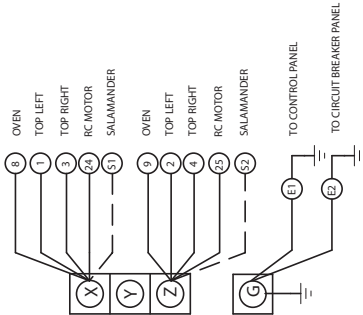 OVEN
TOP LEFT
TOP RIGHT
RC MOTOR
SALAMANDER
OVEN
TOP LEFT
TOP RIGHT
RC MOTOR
SALAMANDER
TO CONTROL PANEL
TO CIRCUIT BREAKER PANEL
8
1
3
24
S1
9
2
4
25
S2
E1
E2
X
Y
Z
G